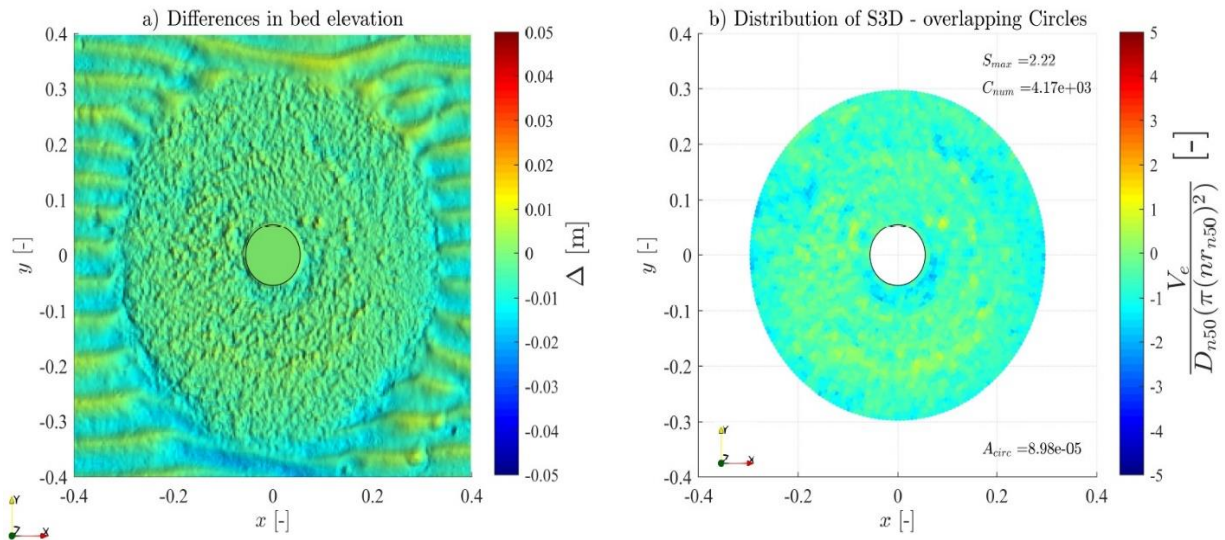 a) Differences in bed elevation
0.4
0.3
0.2
0.1
0
-0.1
-0.2
-0.3
-0.4
y [-]
-0.4
-0.2
0
0.2
0.4
x [-]
0.05
0.04
0.03
0.02
0.01
0
-0.01
-0.02
-0.03
-0.04
-0.05
Δ [m]
Y
Z
X
b) Distribution of S3D - overlapping Circles
S_max =2.22
C_num =4.17e+03
A_circ =8.98e-05
0.4
0.3
0.2
0.1
0
-0.1
-0.2
-0.3
-0.4
y [-]
-0.4
-0.2
0
0.2
0.4
x [-]
Y
Z
X
5
4
3
2
1
0
-1
-2
-3
-4
-5
V_e
D_n50(π(nr_n50)²)
[-]